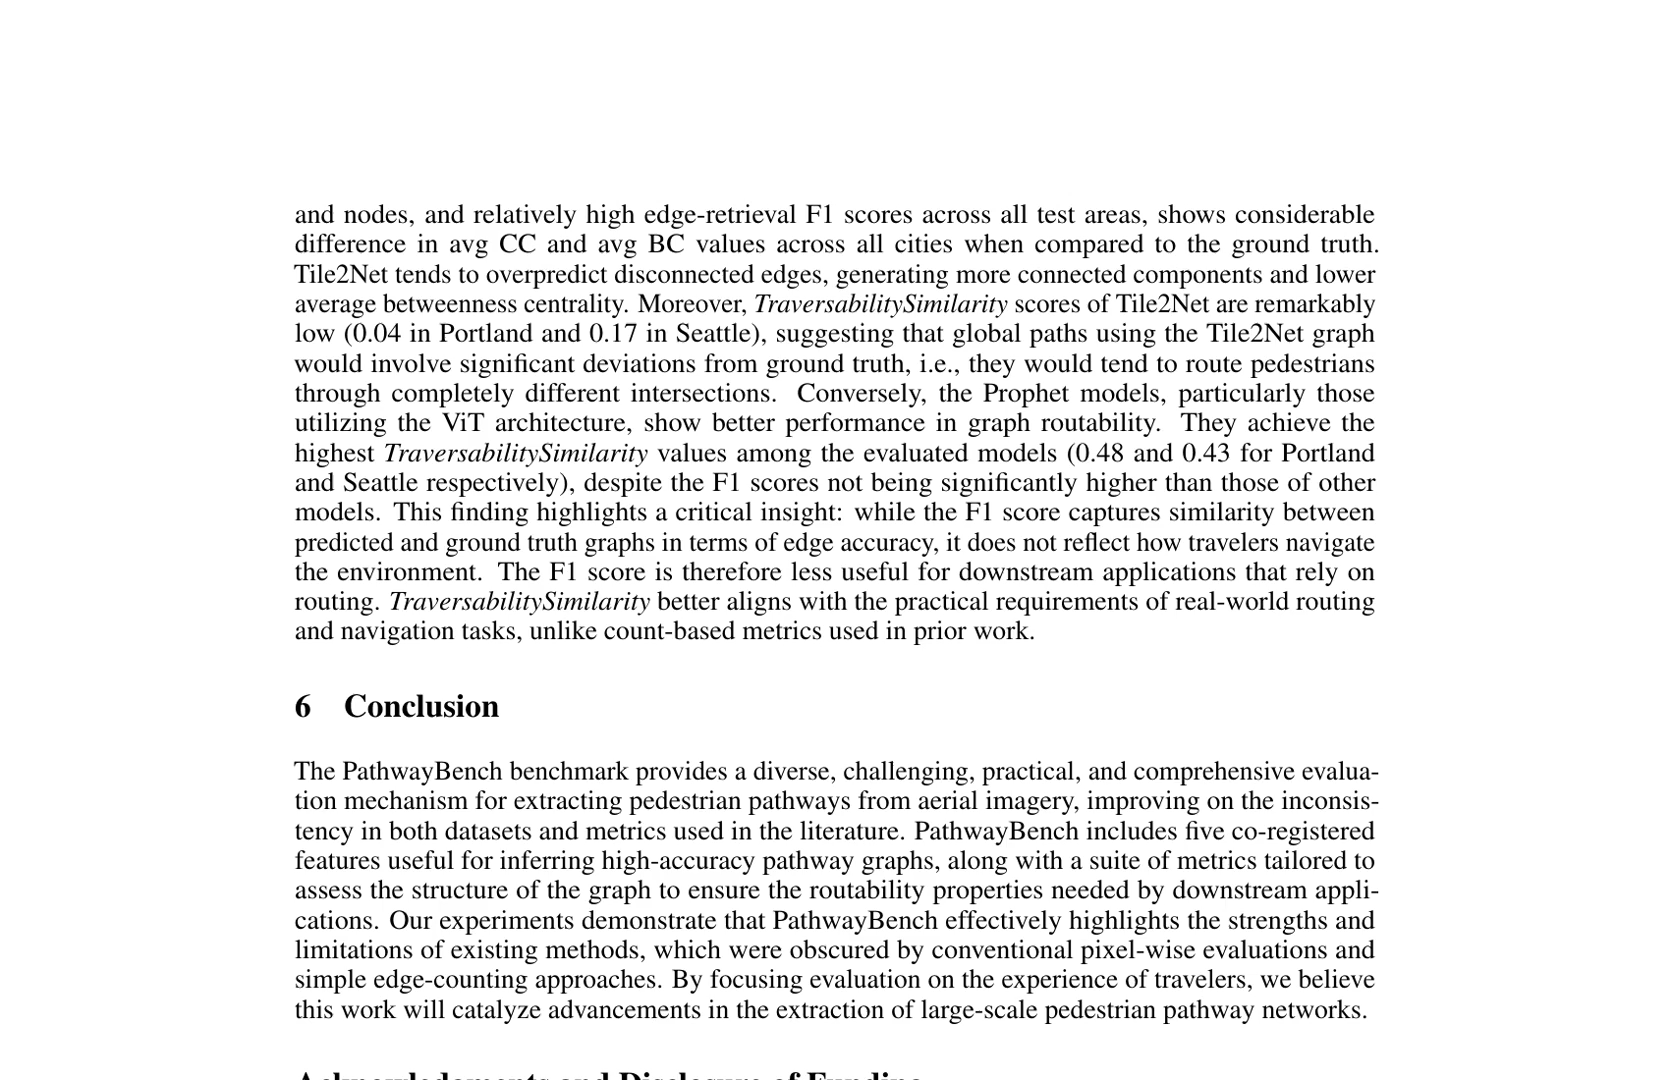 and nodes, and relatively high edge-retrieval F1 scores across all test areas, shows considerable
difference in avg CC and avg BC values across all cities when compared to the ground truth.
Tile2Net tends to overpredict disconnected edges, generating more connected components and lower
average betweenness centrality. Moreover, TraversabilitySimilarity scores of Tile2Net are remarkably
low (0.04 in Portland and 0.17 in Seattle), suggesting that global paths using the Tile2Net graph
would involve significant deviations from ground truth, i.e., they would tend to route pedestrians
through completely different intersections. Conversely, the Prophet models, particularly those
utilizing the ViT architecture, show better performance in graph routability. They achieve the
highest TraversabilitySimilarity values among the evaluated models (0.48 and 0.43 for Portland
and Seattle respectively), despite the F1 scores not being significantly higher than those of other
models. This finding highlights a critical insight: while the F1 score captures similarity between
predicted and ground truth graphs in terms of edge accuracy, it does not reflect how travelers navigate
the environment. The F1 score is therefore less useful for downstream applications that rely on
routing. TraversabilitySimilarity better aligns with the practical requirements of real-world routing
and navigation tasks, unlike count-based metrics used in prior work.
6 Conclusion
The PathwayBench benchmark provides a diverse, challenging, practical, and comprehensive evalua-
tion mechanism for extracting pedestrian pathways from aerial imagery, improving on the inconsis-
tency in both datasets and metrics used in the literature. PathwayBench includes five co-registered
features useful for inferring high-accuracy pathway graphs, along with a suite of metrics tailored to
assess the structure of the graph to ensure the routability properties needed by downstream appli-
cations. Our experiments demonstrate that PathwayBench effectively highlights the strengths and
limitations of existing methods, which were obscured by conventional pixel-wise evaluations and
simple edge-counting approaches. By focusing evaluation on the experience of travelers, we believe
this work will catalyze advancements in the extraction of large-scale pedestrian pathway networks.
Acknowledgments and Disclosure of Funding